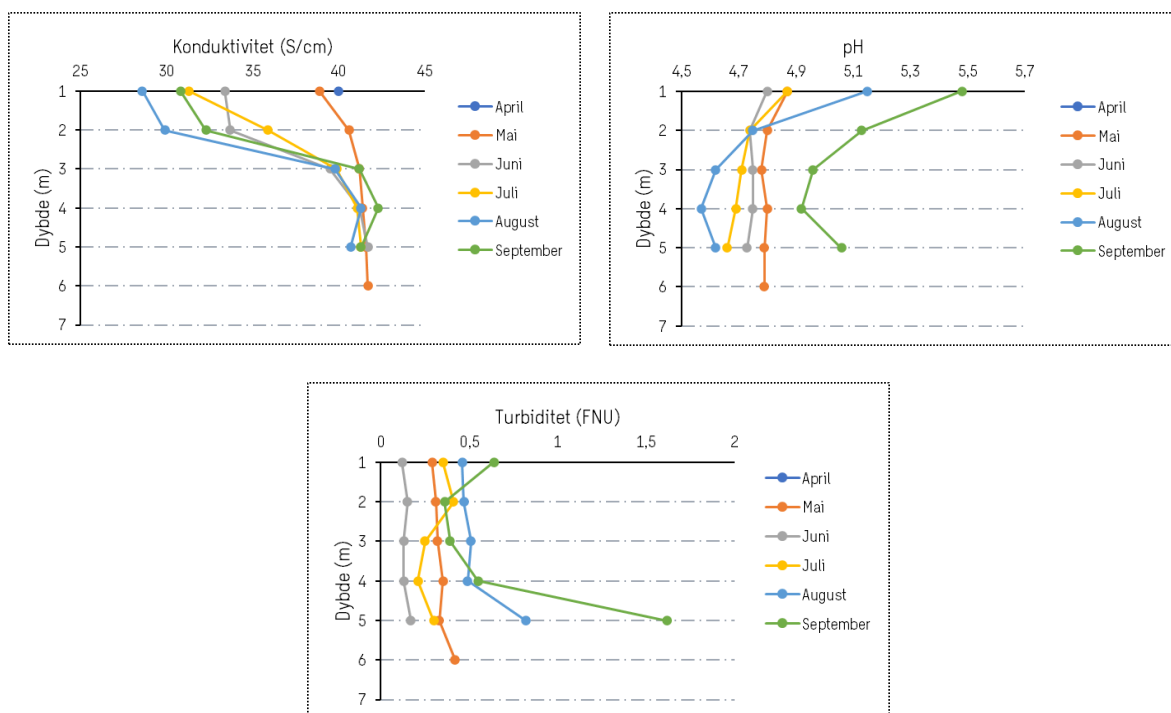 Konduktivitet (S/cm)
25 30 35 40 45
1
2
3
4
5
6
7
Dybde (m)
April
Mai
Juni
Juli
August
September
pH
4,5 4,7 4,9 5,1 5,3 5,5 5,7
1
2
3
4
5
6
7
Dybde (m)
April
Mai
Juni
Juli
August
September
Turbiditet (FNU)
0 0,5 1 1,5 2
1
2
3
4
5
6
7
Dybde (m)
April
Mai
Juni
Juli
August
September